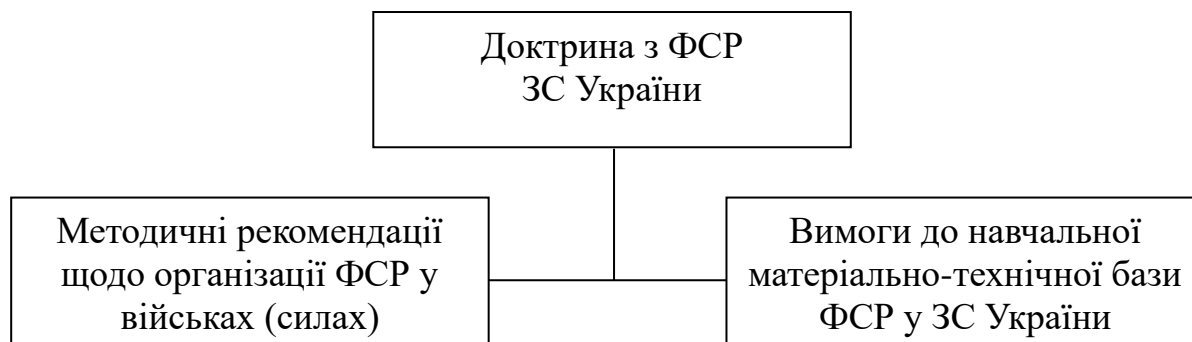 Доктрина з ФСР
ЗС України
Методичні рекомендації
щодо організації ФСР у
військах (силах)
Вимоги до навчальної
матеріально-технічної бази
ФСР у ЗС України